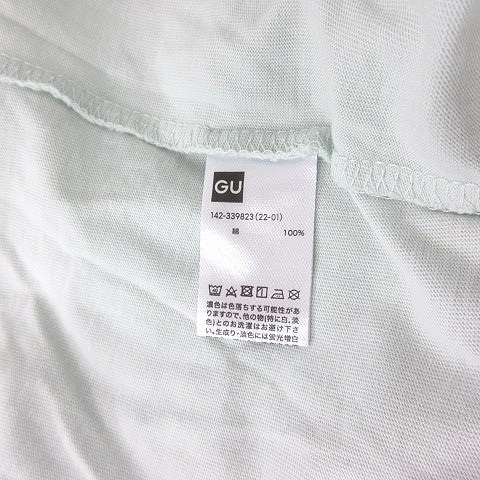 GU
142-339823(22-01)
綿 100%
濃色は色落ちする可能性があ
りますので、他の物(特に白、淡
色)とのお洗濯はお避け下さ
い。生成り・淡色には蛍光増白